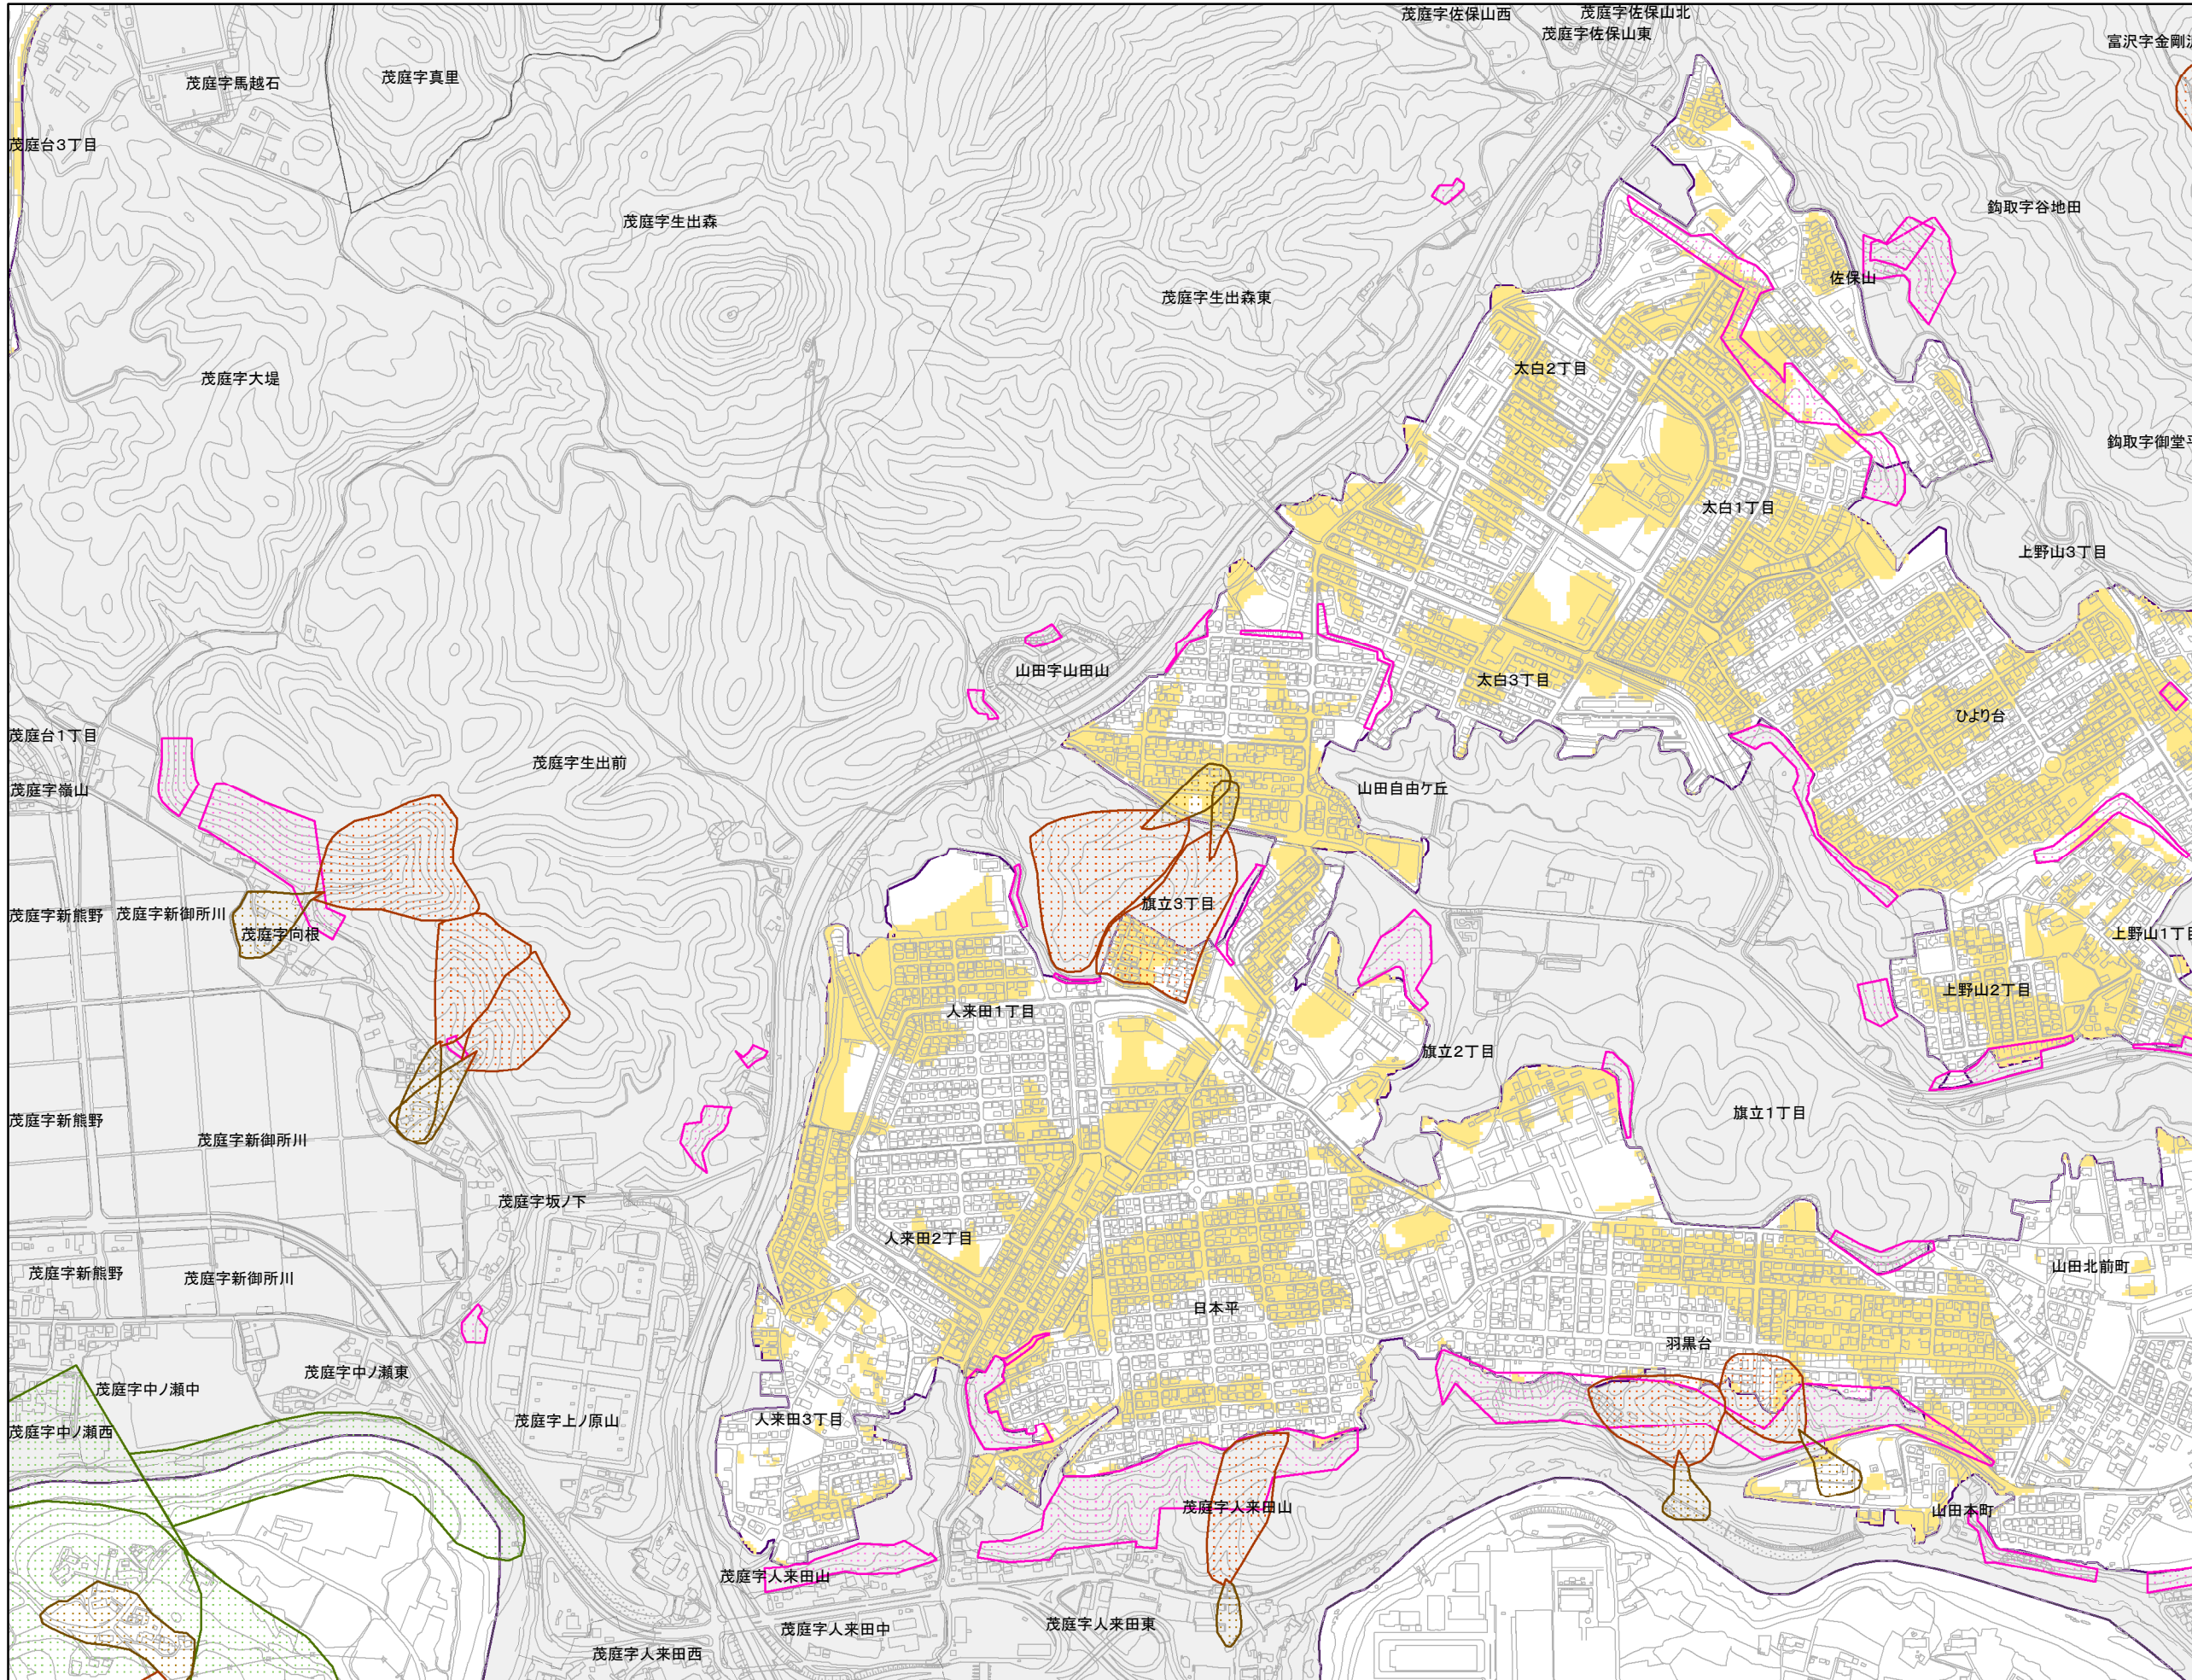 茂庭字佐保山西
茂庭字佐保山北
茂庭字佐保山東
富沢字金剛
茂庭字馬越石
茂庭字真里
茂庭台3丁目
茂庭字生出森
鈎取字谷地田
佐保山
茂庭字生出森東
太白2丁目
茂庭字大堤
鈎取字御堂平
太白1丁目
上野山3丁目
山田字山田山
太白3丁目
ひより台
茂庭台1丁目
茂庭字生出前
茂庭字嶺山
山田自由ケ丘
旗立3丁目
茂庭字新熊野
茂庭字新御所川
茂庭字向根
上野山1丁目
上野山2丁目
人来田1丁目
旗立2丁目
茂庭字新熊野
旗立1丁目
茂庭字新御所川
茂庭字坂ノ下
人来田2丁目
山田北前町
茂庭字新熊野
茂庭字新御所川
日本平
羽黒台
茂庭字中ノ瀬東
茂庭字中ノ瀬中
人来田3丁目
茂庭字上ノ原山
茂庭字中ノ瀬西
茂庭字人来田山
山田本町
茂庭字人来田山
茂庭字人来田中
茂庭字人来田東
茂庭字人来田西